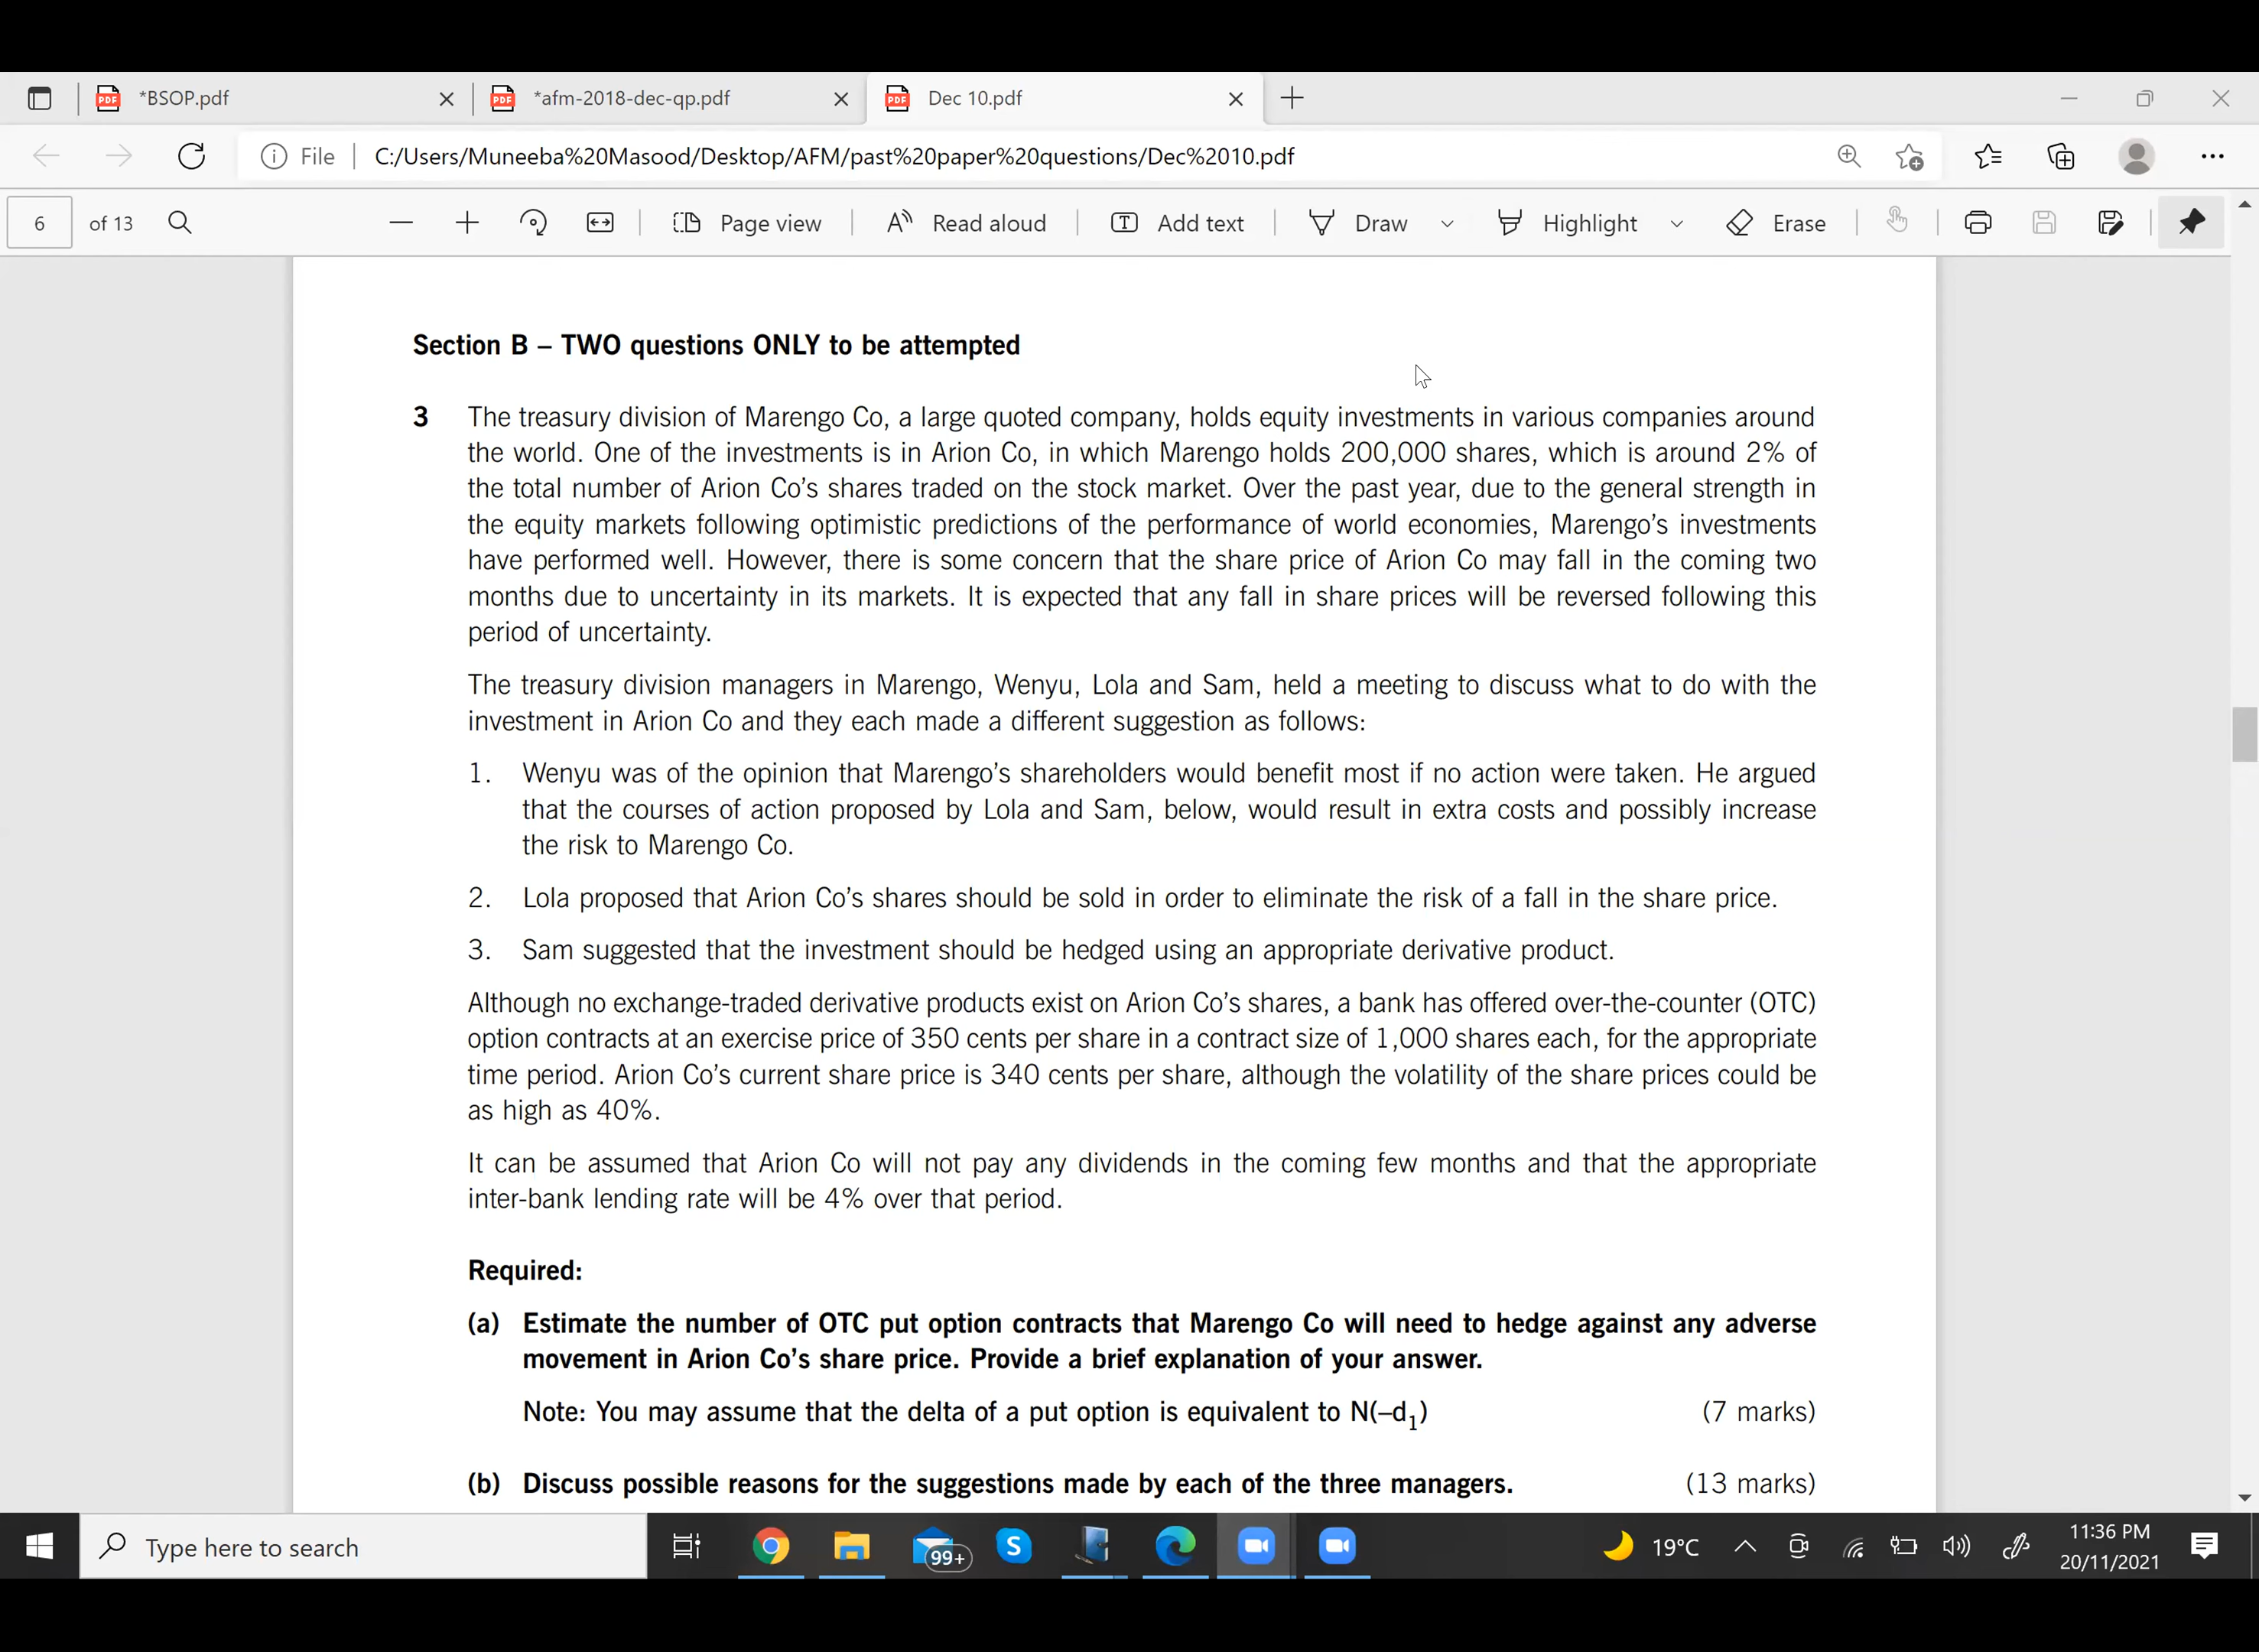 *BSOP.pdf
*afm-2018-dec-qp.pdf
Dec 10.pdf
File
C:/Users/Muneeba%20Masood/Desktop/AFM/past%20paper%20questions/Dec%2010.pdf
6 of 13
Page view
Read aloud
Add text
Draw
Highlight
Erase
Section B – TWO questions ONLY to be attempted
3 The treasury division of Marengo Co, a large quoted company, holds equity investments in various companies around
the world. One of the investments is in Arion Co, in which Marengo holds 200,000 shares, which is around 2% of
the total number of Arion Co's shares traded on the stock market. Over the past year, due to the general strength in
the equity markets following optimistic predictions of the performance of world economies, Marengo's investments
have performed well. However, there is some concern that the share price of Arion Co may fall in the coming two
months due to uncertainty in its markets. It is expected that any fall in share prices will be reversed following this
period of uncertainty.
The treasury division managers in Marengo, Wenyu, Lola and Sam, held a meeting to discuss what to do with the
investment in Arion Co and they each made a different suggestion as follows:
1. Wenyu was of the opinion that Marengo's shareholders would benefit most if no action were taken. He argued
that the courses of action proposed by Lola and Sam, below, would result in extra costs and possibly increase
the risk to Marengo Co.
2. Lola proposed that Arion Co's shares should be sold in order to eliminate the risk of a fall in the share price.
3. Sam suggested that the investment should be hedged using an appropriate derivative product.
Although no exchange-traded derivative products exist on Arion Co's shares, a bank has offered over-the-counter (OTC)
option contracts at an exercise price of 350 cents per share in a contract size of 1,000 shares each, for the appropriate
time period. Arion Co's current share price is 340 cents per share, although the volatility of the share prices could be
as high as 40%.
It can be assumed that Arion Co will not pay any dividends in the coming few months and that the appropriate
inter-bank lending rate will be 4% over that period.
Required:
(a) Estimate the number of OTC put option contracts that Marengo Co will need to hedge against any adverse
movement in Arion Co's share price. Provide a brief explanation of your answer.
Note: You may assume that the delta of a put option is equivalent to N(–d1) (7 marks)
(b) Discuss possible reasons for the suggestions made by each of the three managers. (13 marks)
Type here to search
99+
19°C
11:36 PM
20/11/2021